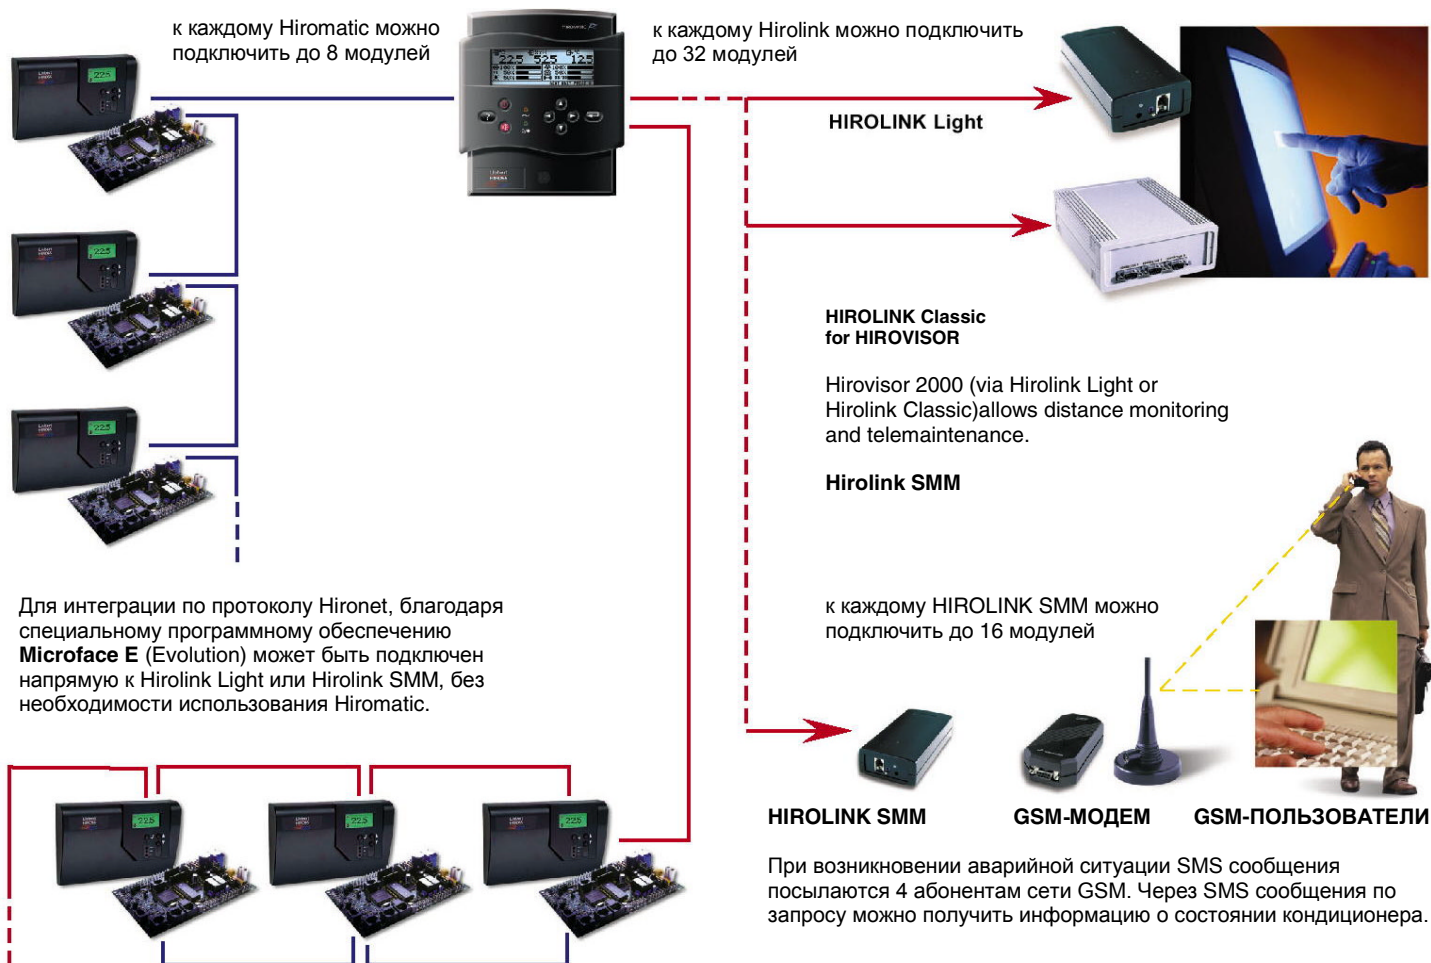 к каждому Hiromatic можно
подключить до 8 модулей
к каждому Hirolink можно подключить
до 32 модулей
HIROLINK Light
HIROLINK Classic
for HIROVISOR
Hirovisor 2000 (via Hirolink Light or
Hirolink Classic)allows distance monitoring
and telemaintenance.
Hirolink SMM
Для интеграции по протоколу Hironet, благодаря
специальному программному обеспечению
Microface E (Evolution) может быть подключен
напрямую к Hirolink Light или Hirolink SMM, без
необходимости использования Hiromatic.
к каждому HIROLINK SMM можно
подключить до 16 модулей
HIROLINK SMM
GSM-МОДЕМ
GSM-ПОЛЬЗОВАТЕЛИ
При возникновении аварийной ситуации SMS сообщения
посылаются 4 абонентам сети GSM. Через SMS сообщения по
запросу можно получить информацию о состоянии кондиционера.